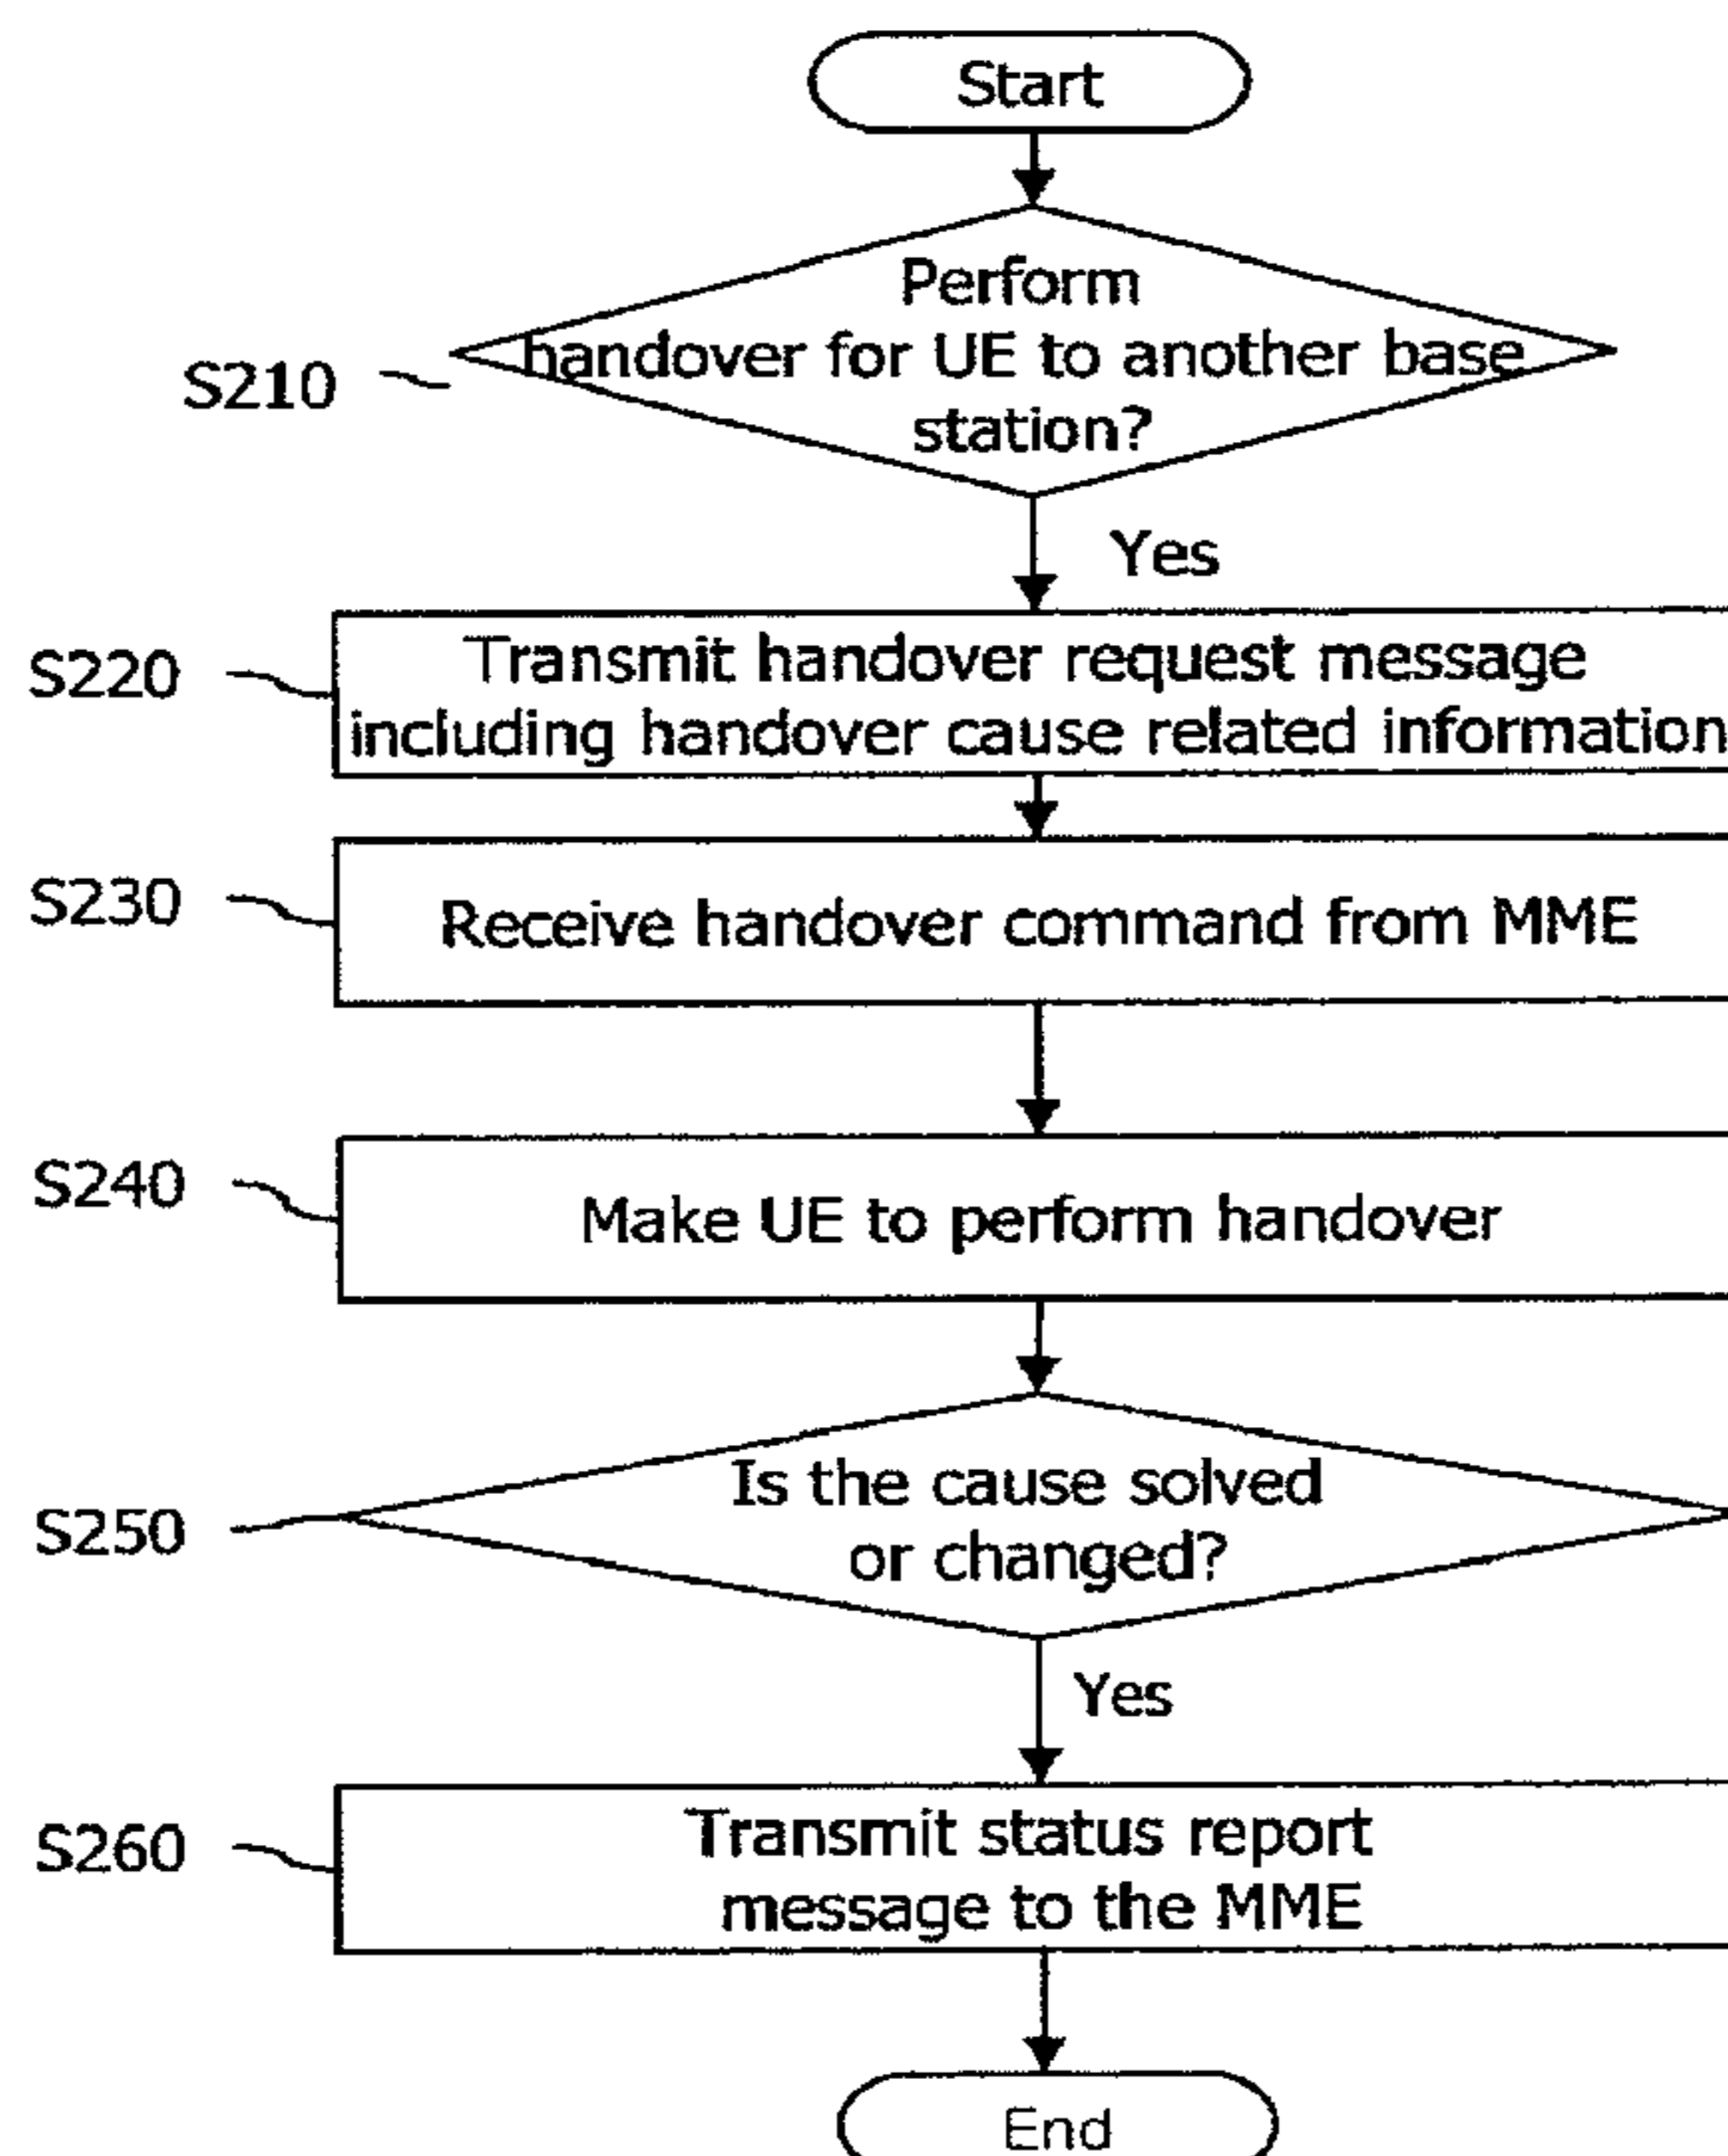 Start
Perform
handover for UE to another base
station?
S210
Yes
S220
Transmit handover request message
including handover cause related information
S230
Receive handover command from MME
S240
Make UE to perform handover
S250
Is the cause solved
or changed?
Yes
S260
Transmit status report
message to the MME
End